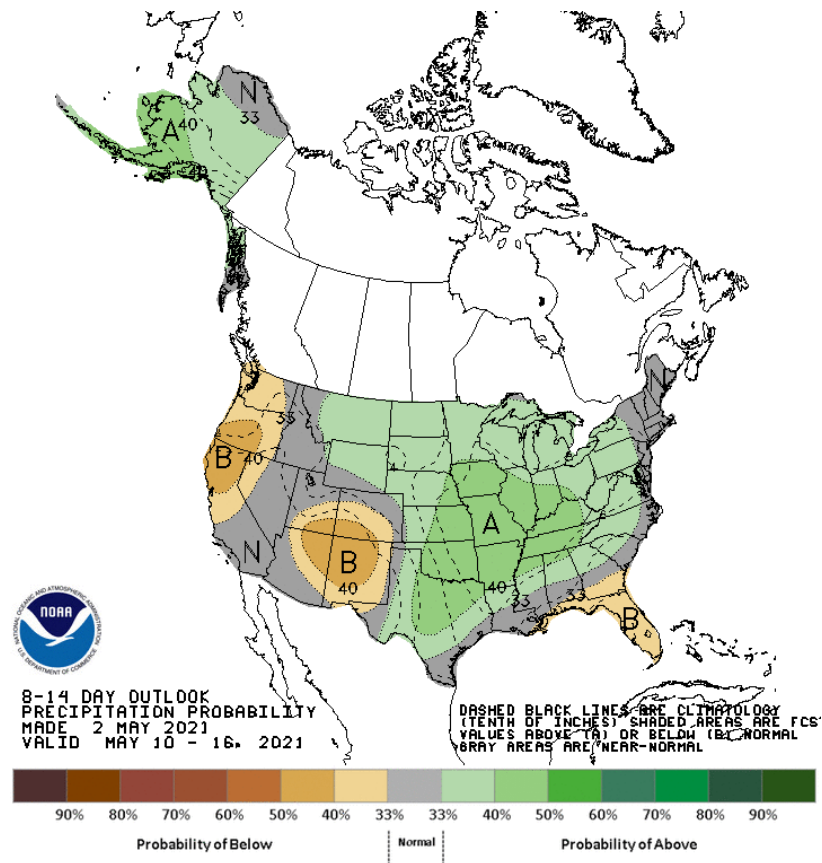 N
33
A 40
33
B 40
A
N
B
40
40
33
33
B
N
NATIONAL OCEANIC AND ATMOSPHERIC ADMINISTRATION
NOAA
U.S. DEPARTMENT OF COMMERCE
8-14 DAY OUTLOOK
PRECIPITATION PROBABILITY
MADE 2 MAY 2021
VALID MAY 10 - 16, 2021
DASHED BLACK LINES ARE CLIMATOLOGY
(TENTH OF INCHES) SHADED AREAS ARE FCST
VALUES ABOVE (A) OR BELOW (B) NORMAL
GRAY AREAS ARE NEAR-NORMAL
90% 80% 70% 60% 50% 40% 33% 33% 40% 50% 60% 70% 80% 90%
Probability of Below Normal Probability of Above